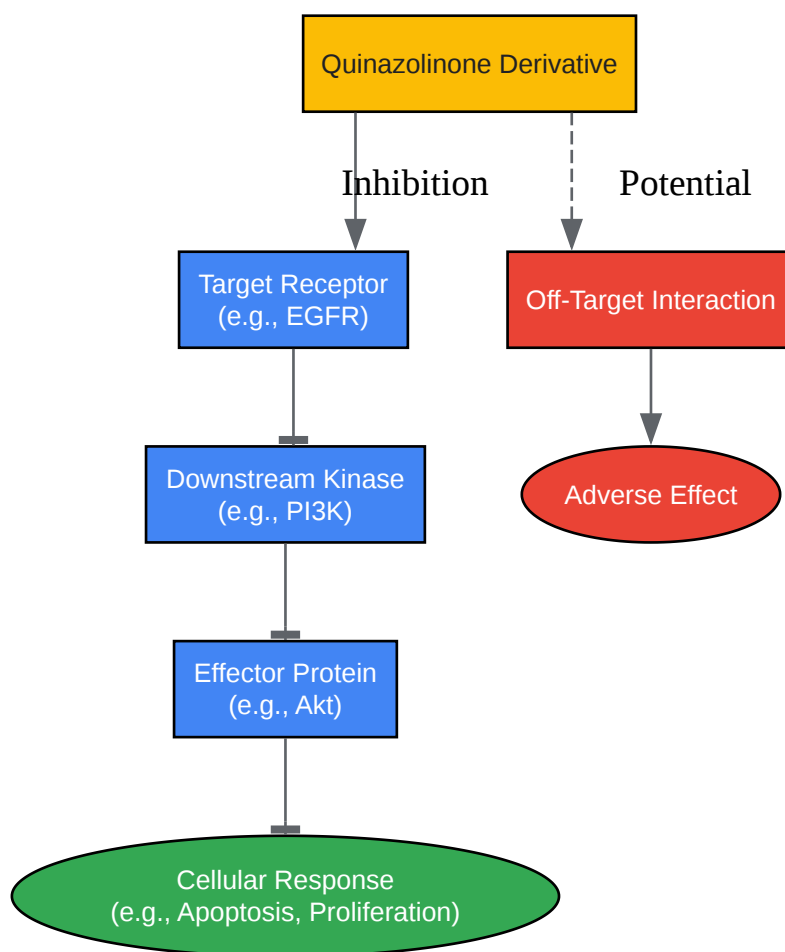 Quinazolinone Derivative
Inhibition
Potential
Target Receptor
(e.g., EGFR)
Off-Target Interaction
Downstream Kinase
(e.g., PI3K)
Adverse Effect
Effector Protein
(e.g., Akt)
Cellular Response
(e.g., Apoptosis, Proliferation)